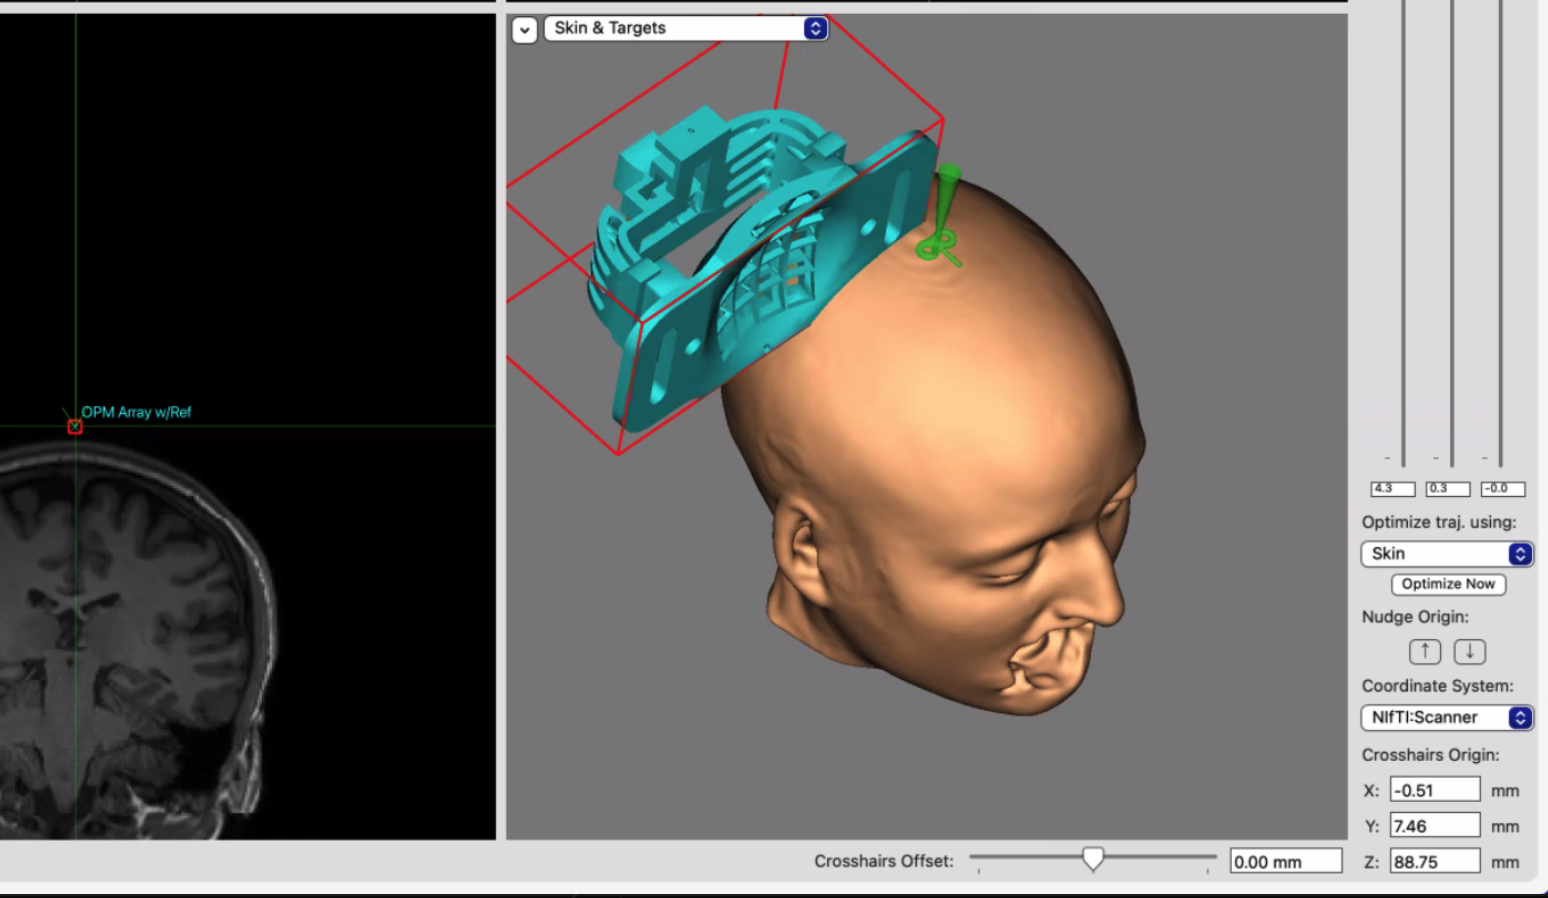 Skin & Targets
OPM Array w/Ref
4.3 0.3 -0.0
Optimize traj. using:
Skin
Optimize Now
Nudge Origin:
Coordinate System:
NIfTI:Scanner
Crosshairs Origin:
X: -0.51 mm
Y: 7.46 mm
Crosshairs Offset: 0.00 mm
Z: 88.75 mm